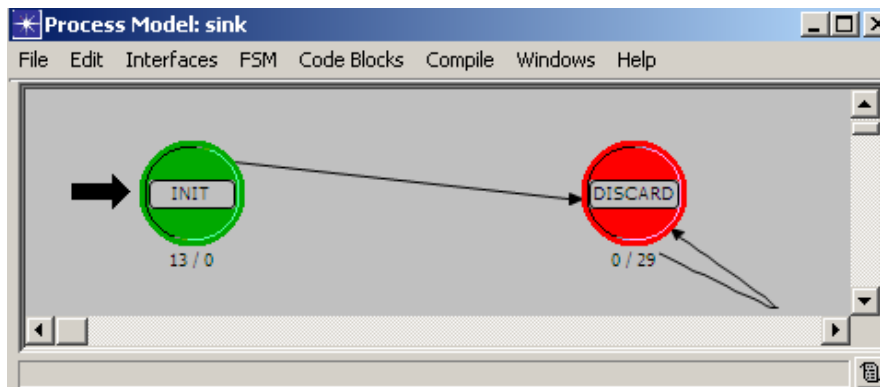 Process Model: sink
File Edit Interfaces FSM Code Blocks Compile Windows Help
INIT DISCARD
13 / 0 0 / 29